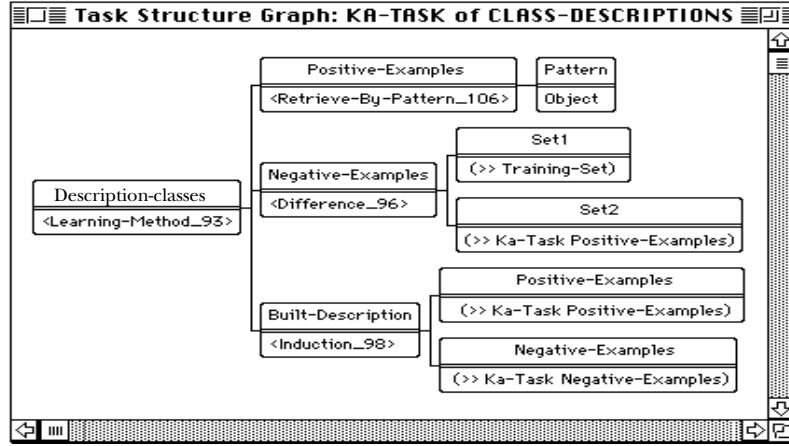 Task Structure Graph: KA-TASK of CLASS-DESCRIPTIONS
Positive-Examples
<Retrieve-By-Pattern_106>
Pattern
Object
Description-classes
<Learning-Method_93>
Negative-Examples
<Difference_96>
Set1
(>> Training-Set)
Set2
(>> Ka-Task Positive-Examples)
Built-Description
<Induction_98>
Positive-Examples
(>> Ka-Task Positive-Examples)
Negative-Examples
(>> Ka-Task Negative-Examples)